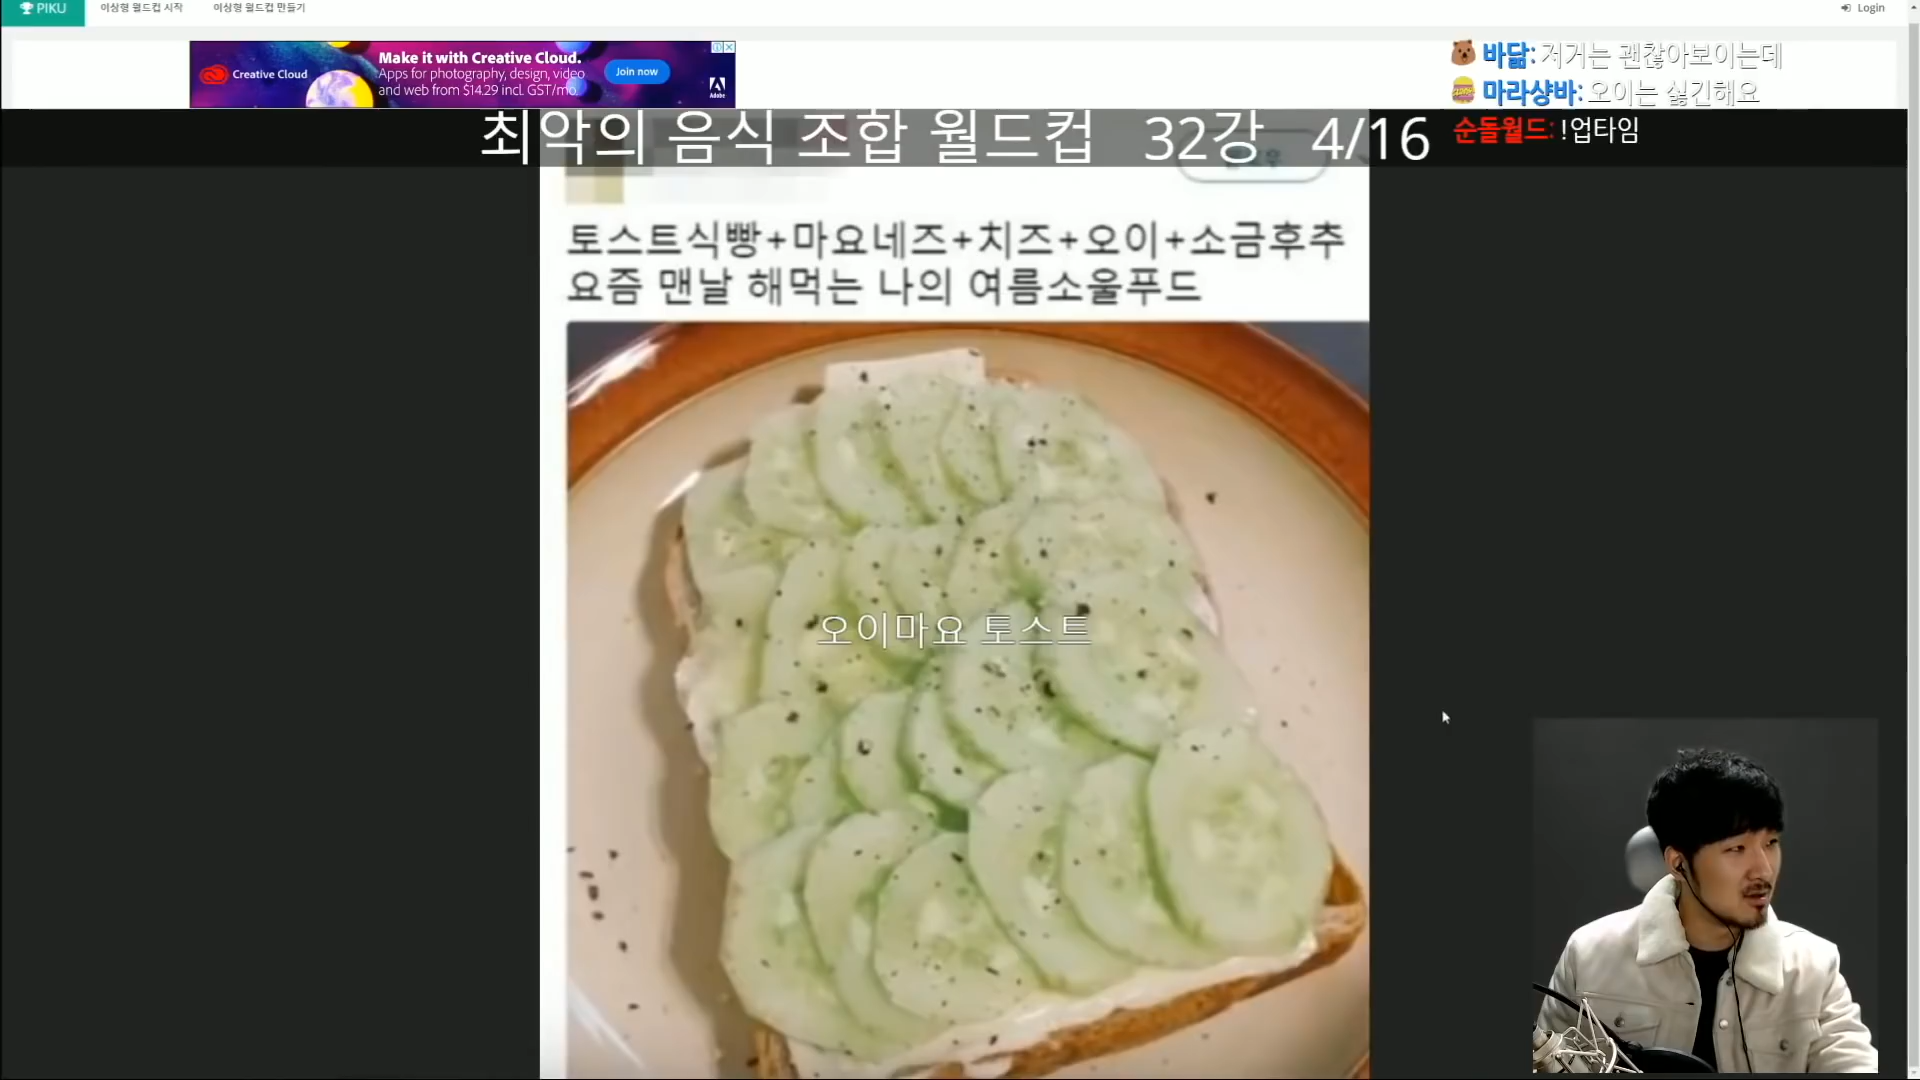 PIKU
이상형 월드컵 시작
이상형 월드컵 만들기
Login
Creative Cloud
Make it with Creative Cloud.
Apps for photography, design, video
and web from $14.29 incl. GST/mo.
Join now
Adobe
바닮: 저거는 괜찮아보이는데
마라샹바: 오이는 싫긴해요
순돌월드: !업타임
최악의 음식 조합 월드컵 32강 4/16
토스트식빵+마요네즈+치즈+오이+소금후추
요즘 맨날 해먹는 나의 여름소울푸드
오이마요 토스트